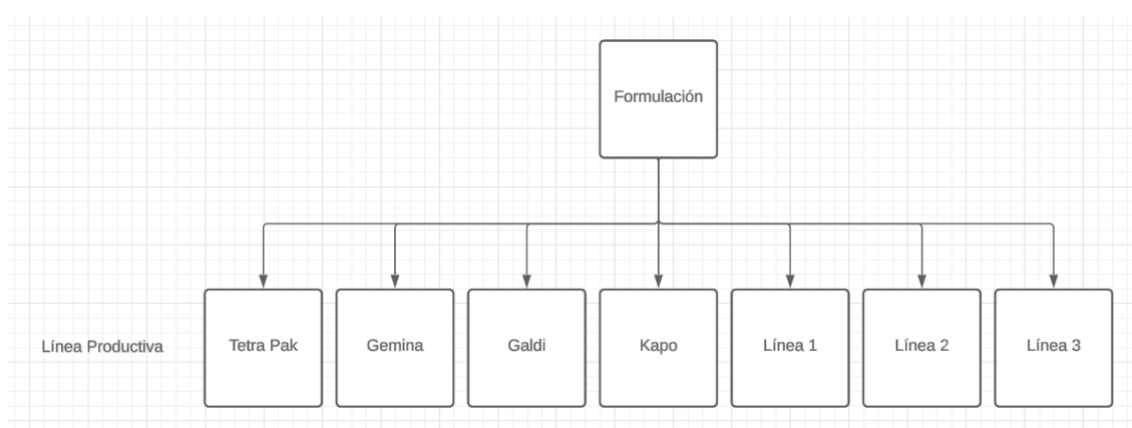 Formulación
Línea Productiva
Tetra Pak
Gemina
Galdi
Kapo
Línea 1
Línea 2
Línea 3